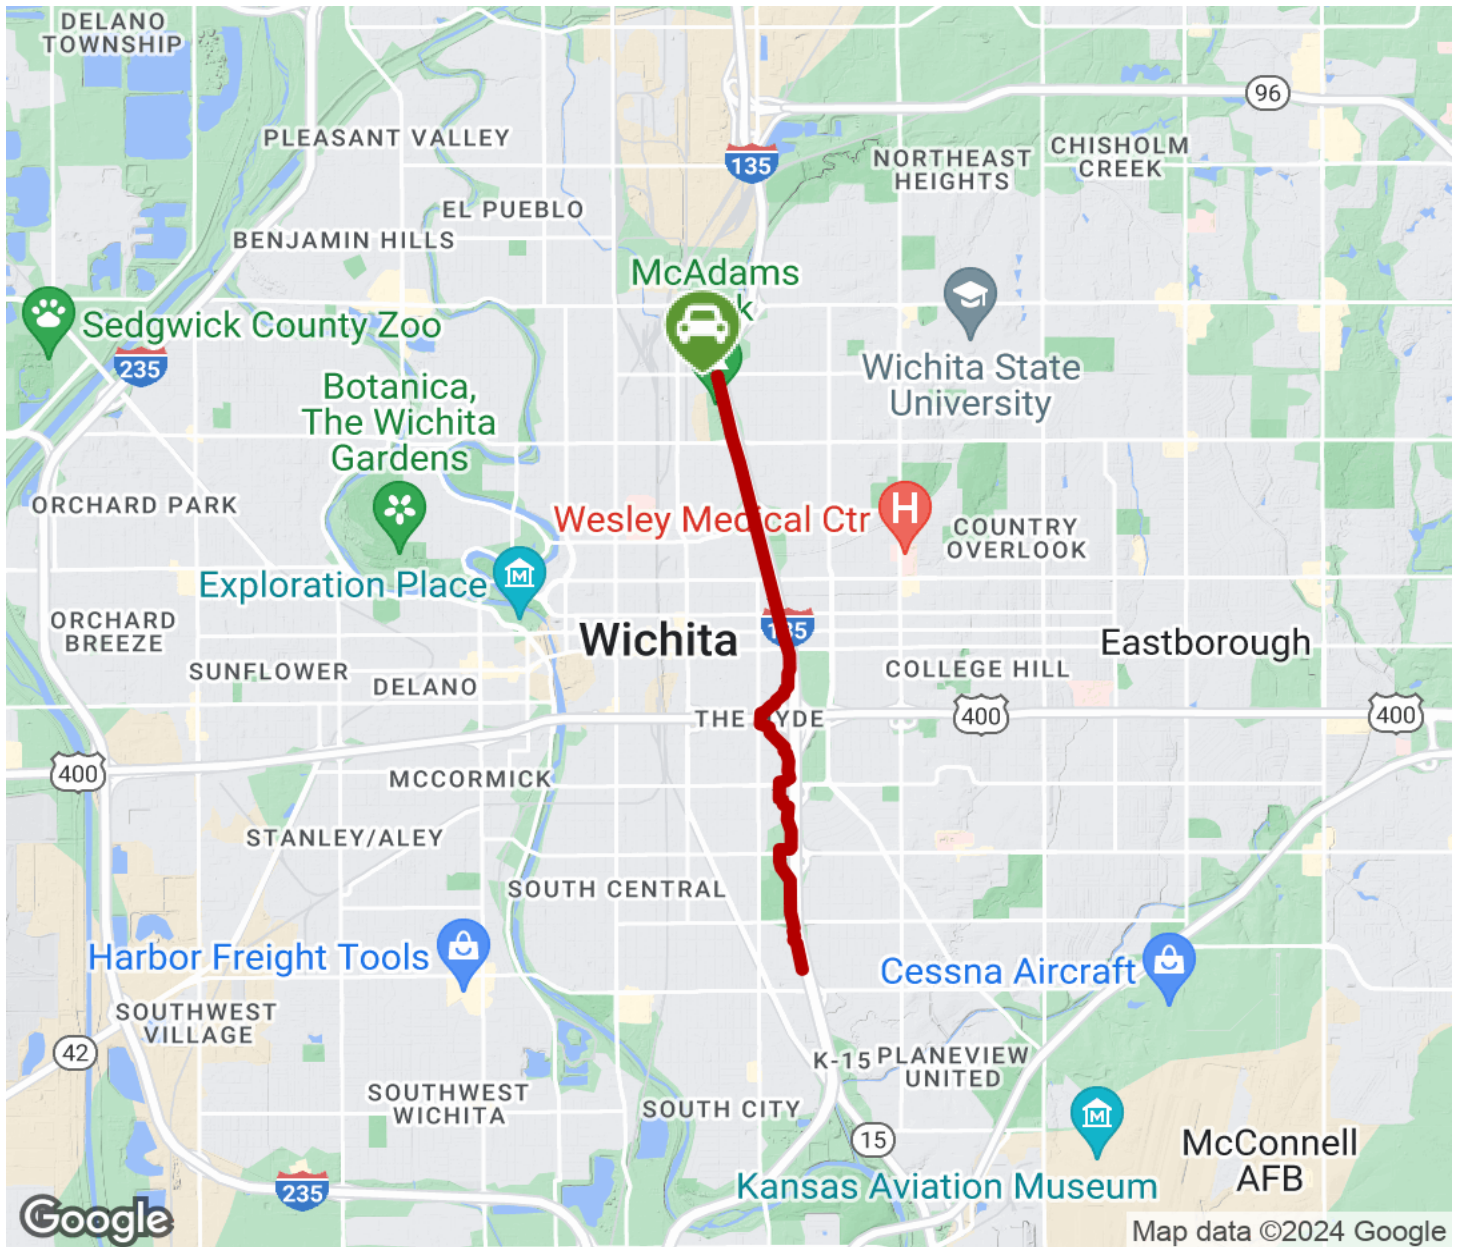 DELANO
TOWNSHIP
96
PLEASANT VALLEY
135
NORTHEAST
HEIGHTS
CHISHOLM
CREEK
EL PUEBLO
BENJAMIN HILLS
McAdams
k
Sedgwick County Zoo
235
Wichita State
University
Botanica,
The Wichita
Gardens
ORCHARD PARK
Wesley Medical Ctr
H
COUNTRY
OVERLOOK
Exploration Place
M
ORCHARD
BREEZE
135
Wichita
Eastborough
SUNFLOWER
DELANO
COLLEGE HILL
THE YDE
400
400
400
MCCORMICK
STANLEY/ALEY
SOUTH CENTRAL
Harbor Freight Tools
Cessna Aircraft
SOUTHWEST
VILLAGE
42
K-15
PLANEVIEW
UNITED
SOUTHWEST
WICHITA
SOUTH CITY
M
15
McConnell
AFB
235
Kansas Aviation Museum
Google
Map data ©2024 Google